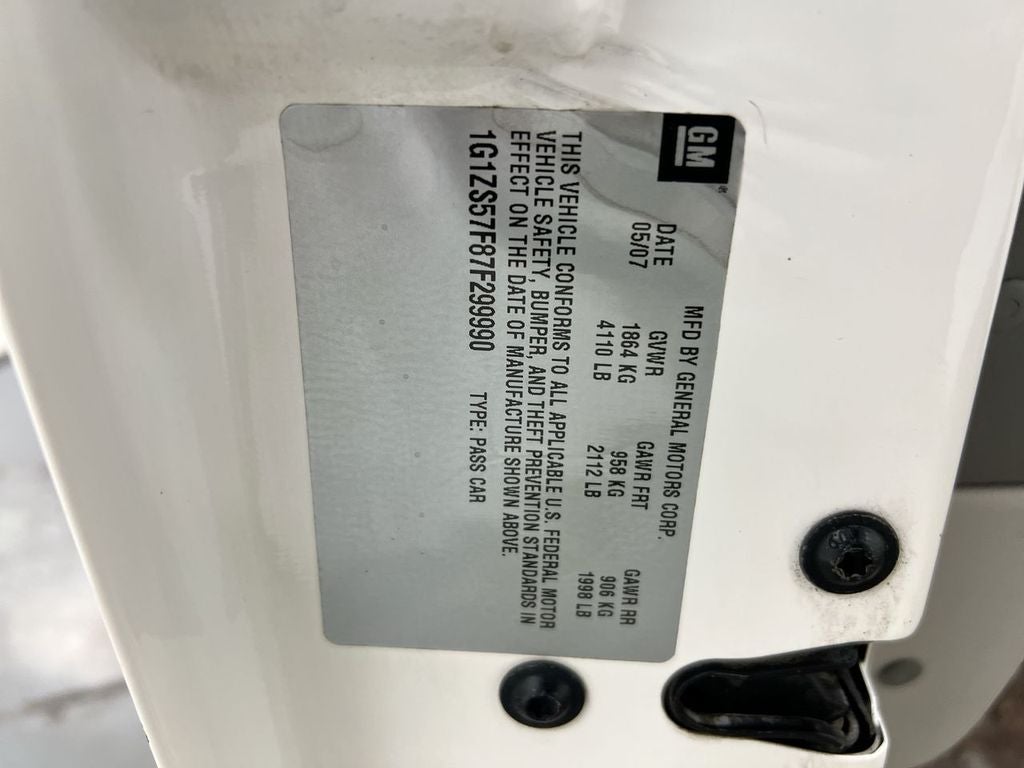 GM
®
MFD BY GENERAL MOTORS CORP.
DATE GVWR GAWR FRT GAWR RR
05/07 1864 KG 958 KG 906 KG
4110 LB 2112 LB 1998 LB
THIS VEHICLE CONFORMS TO ALL APPLICABLE U.S. FEDERAL MOTOR
VEHICLE SAFETY, BUMPER, AND THEFT PREVENTION STANDARDS IN
EFFECT ON THE DATE OF MANUFACTURE SHOWN ABOVE.
1G1ZS57F87F299990 TYPE: PASS CAR